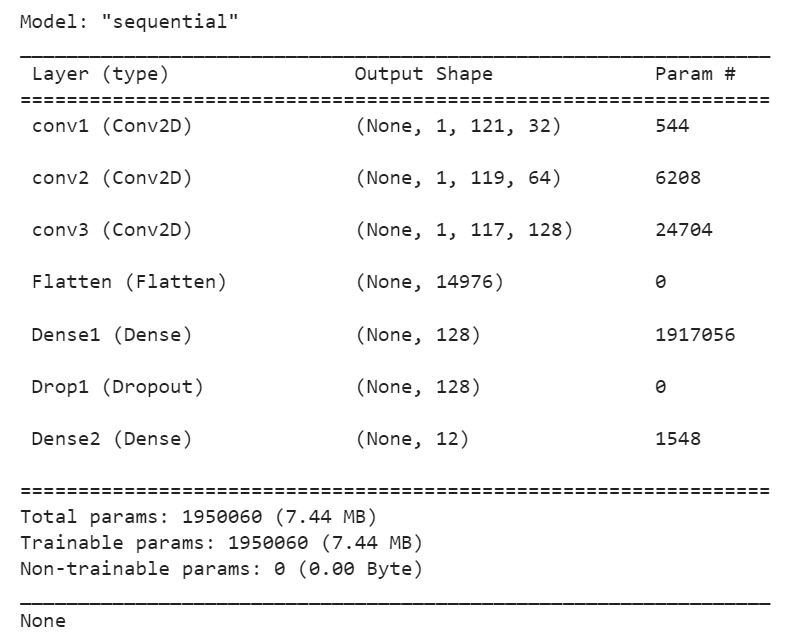 Model: "sequential"
_________________________________________________________________
Layer (type) Output Shape Param #
=================================================================
conv1 (Conv2D) (None, 1, 121, 32) 544
conv2 (Conv2D) (None, 1, 119, 64) 6208
conv3 (Conv2D) (None, 1, 117, 128) 24704
Flatten (Flatten) (None, 14976) 0
Dense1 (Dense) (None, 128) 1917056
Drop1 (Dropout) (None, 128) 0
Dense2 (Dense) (None, 12) 1548
=================================================================
Total params: 1950060 (7.44 MB)
Trainable params: 1950060 (7.44 MB)
Non-trainable params: 0 (0.00 Byte)
_________________________________________________________________
None